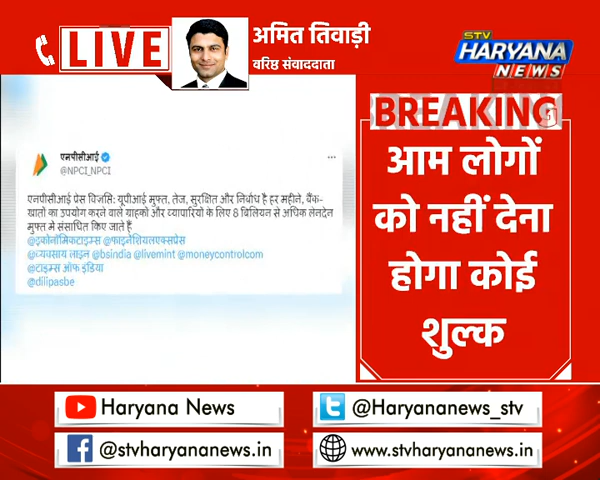 LIVE
अमित तिवाड़ी
वरिष्ठ संवाददाता
STV
HARYANA
NEWS
BREAKING
आम लोगों
को नहीं देना
होगा कोई
शुल्क
एनपीसीआई
@NPCI_NPCI
एनपीसीआई प्रेस विज्ञप्ति: यूपीआई मुफ्त, तेज, सुरक्षित और निर्बाध है हर महीने, बैंक-
खातों का उपयोग करने वाले ग्राहको और व्यापारियों के लिए 8 बिलियन से अधिक लेनदेन
मुफ्त मे संसाधित किए जाते हैं
@इकोनॉमिकटाइम्स @फाइनेंशियलएक्सप्रेस
@व्यवसाय लाइन @bsindia @livemint @moneycontrolcom
@टाइम्स ऑफ इंडिया
@dilipasbe
Haryana News
@Haryananews_stv
@stvharyananews.in
www.stvharyananews.in